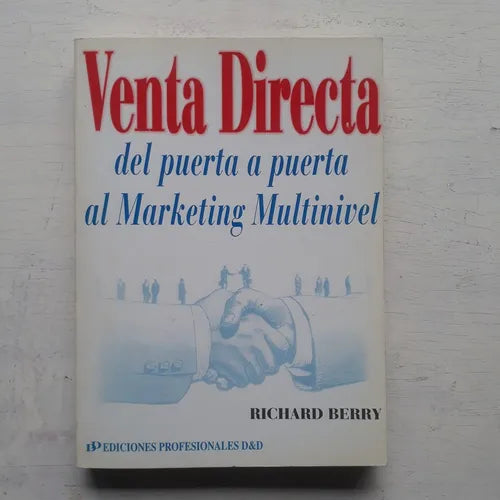 Venta Directa
del puerta a puerta
al Marketing Multinivel
RICHARD BERRY
EDICIONES PROFESIONALES D&D